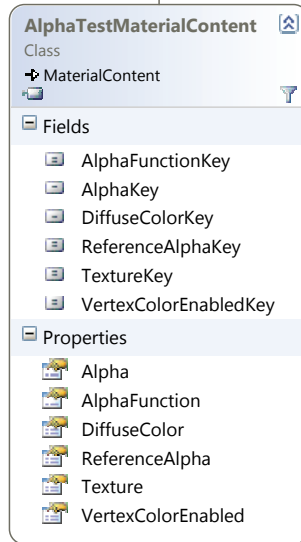 AlphaTestMaterialContent
Class
MaterialContent
Fields
AlphaFunctionKey
AlphaKey
DiffuseColorKey
ReferenceAlphaKey
TextureKey
VertexColorEnabledKey
Properties
Alpha
AlphaFunction
DiffuseColor
ReferenceAlpha
Texture
VertexColorEnabled